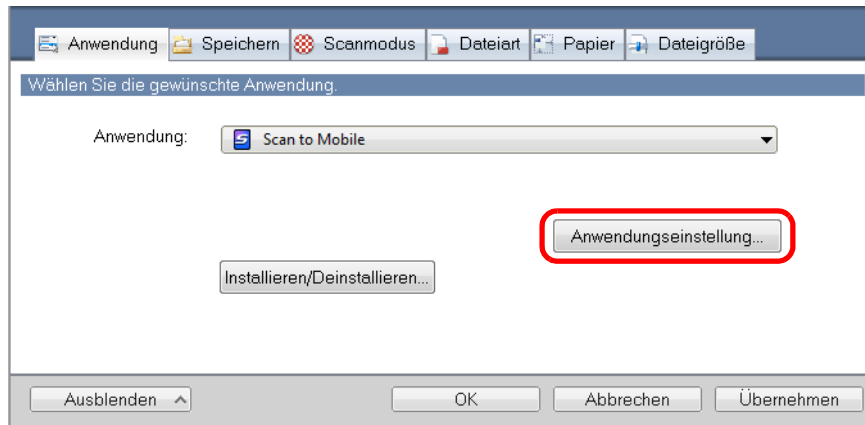 Anwendung Speichern Scanmodus Dateiart Papier Dateigröße
Wählen Sie die gewünschte Anwendung.
Anwendung: Scan to Mobile
Anwendungseinstellung...
Installieren/Deinstallieren...
Ausblenden OK Abbrechen Übernehmen